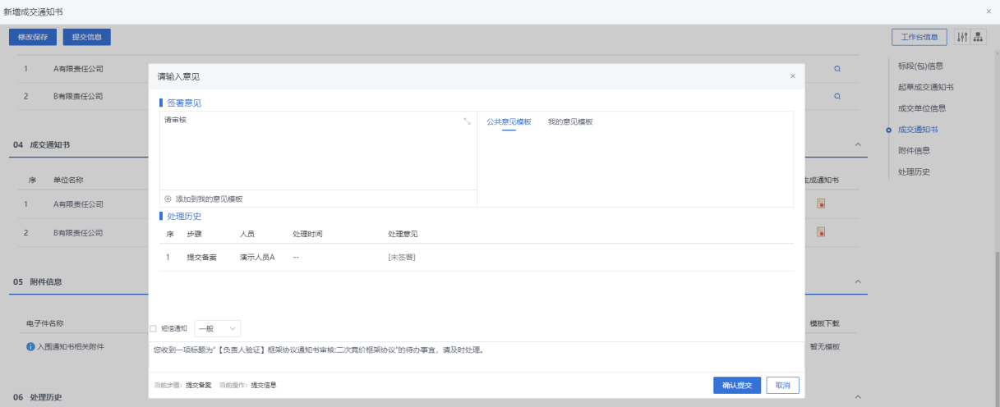 新增成交通知书
修改保存 提交信息 工作台信息
1 A有限责任公司
2 B有限责任公司
04 成交通知书
序 单位名称 生成通知书
1 A有限责任公司
2 B有限责任公司
05 附件信息
电子件名称 模板下载
入围通知书相关附件 暂无模板
06 处理历史
标段(包)信息
起草成交通知书
成交单位信息
成交通知书
附件信息
处理历史
请输入意见
签署意见
请审核
公共意见模板 我的意见模板
添加到我的意见模板
处理历史
序 步骤 人员 处理时间 处理意见
1 提交备案 演示人员A -- [未签署]
短信通知 一般
您收到一项标题为“【负责人验证】框架协议通知书审核:二次竞价框架协议”的待办事宜，请及时处理。
当前步骤：提交备案 当前操作：提交信息
确认提交 取消